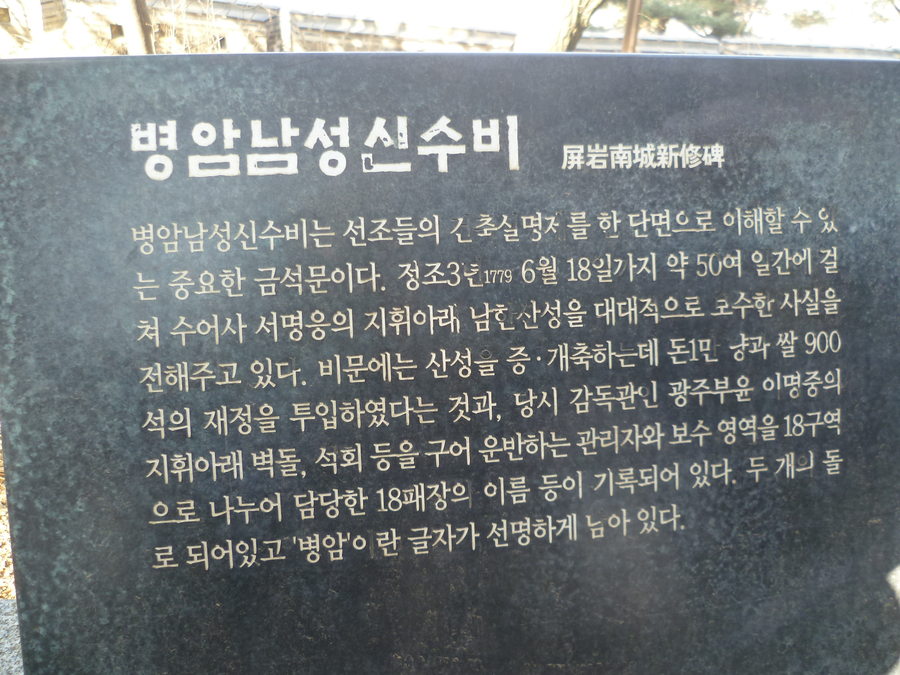 병암남성신수비 屛岩南城新修碑
병암남성신수비는 선조들의 건축실명제를 한 단면으로 이해할 수 있
는 중요한 금석문이다. 정조3년1779 6월 18일까지 약 50여 일간에 걸
쳐 수어사 서명응의 지휘아래 남한산성을 대대적으로 보수한 사실을
전해주고 있다. 비문에는 산성을 증·개축하는데 돈1만 냥과 쌀 900
석의 재정을 투입하였다는 것과, 당시 감독관인 광주부윤 이명중의
지휘아래 벽돌, 석회 등을 구어 운반하는 관리자와 보수 영역을 18구역
으로 나누어 담당한 18패장의 이름 등이 기록되어 있다. 두 개의 돌
로 되어있고 '병암'이란 글자가 선명하게 남아 있다.